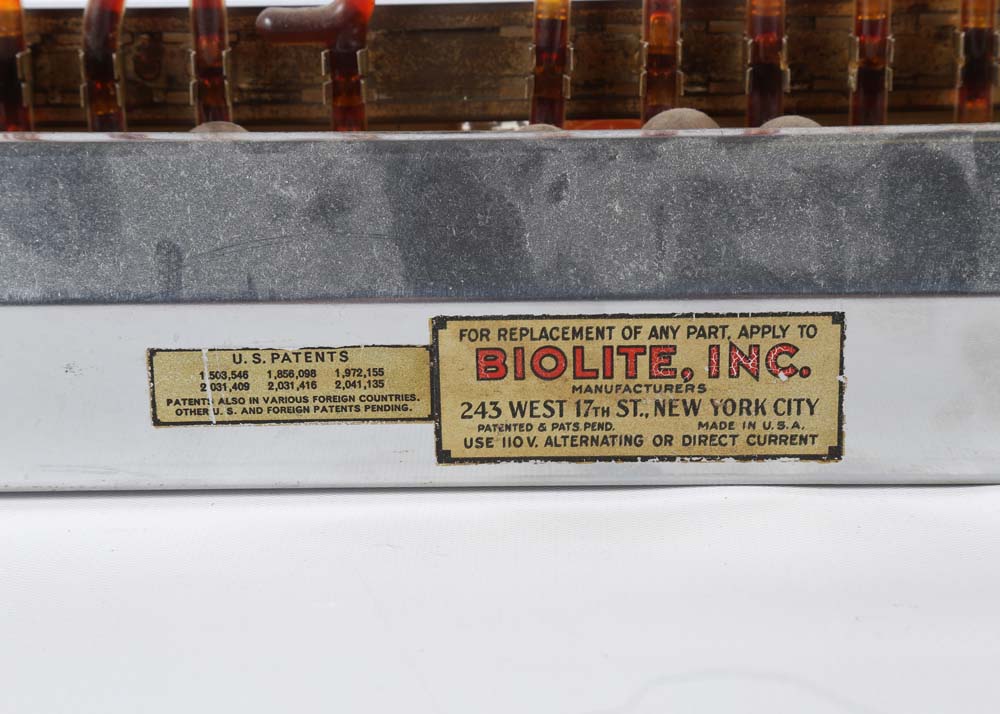 U.S. PATENTS
1,503,546 1,856,098 1,972,155
2,031,409 2,031,416 2,041,135
PATENTS ALSO IN VARIOUS FOREIGN COUNTRIES.
OTHER U. S. AND FOREIGN PATENTS PENDING.
FOR REPLACEMENT OF ANY PART, APPLY TO
BIOLITE, INC.
MANUFACTURERS
243 WEST 17TH ST., NEW YORK CITY
PATENTED & PATS. PEND. MADE IN U.S.A.
USE 110 V. ALTERNATING OR DIRECT CURRENT